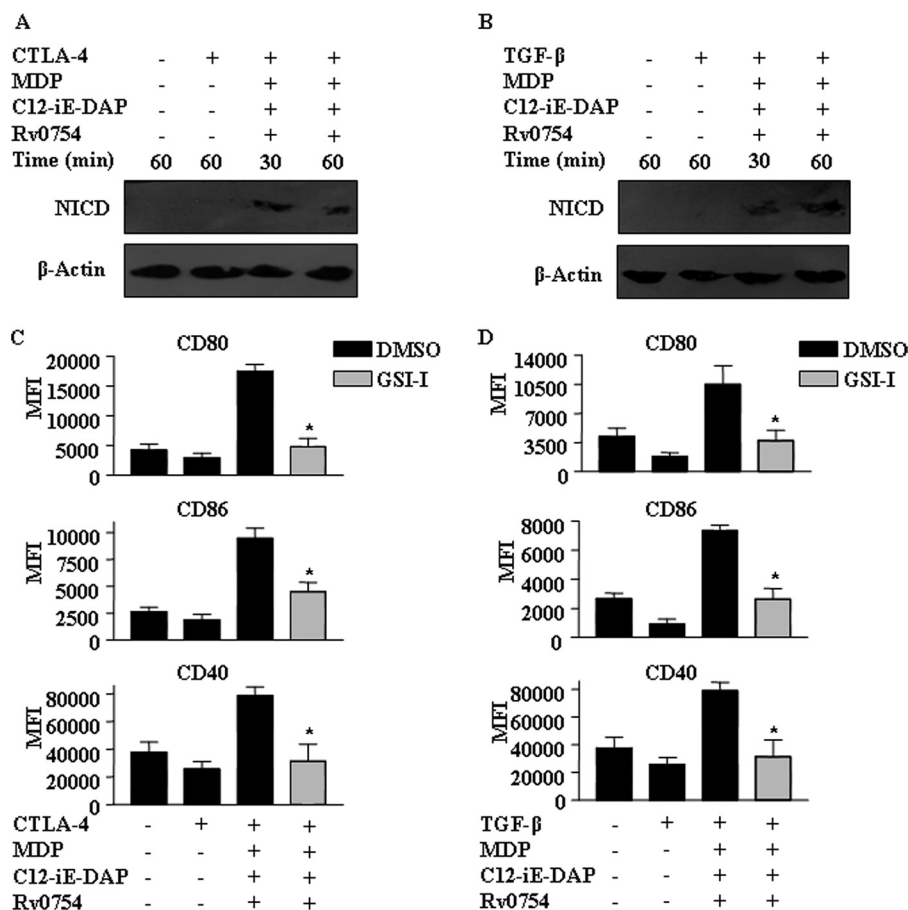 A
CTLA-4 - + + +
MDP - - + +
C12-iE-DAP - - + +
Rv0754 - - + +
Time (min) 60 60 30 60
NICD
β-Actin
B
TGF-β - + + +
MDP - - + +
C12-iE-DAP - - + +
Rv0754 - - + +
Time (min) 60 60 30 60
NICD
β-Actin
C
CD80
DMSO
GSI-I
MFI
20000
15000
10000
5000
0
*
CD86
MFI
10000
7500
5000
2500
0
*
CD40
MFI
80000
60000
40000
20000
0
*
CTLA-4 - + + +
MDP - - + +
C12-iE-DAP - - + +
Rv0754 - - + +
D
CD80
DMSO
GSI-I
MFI
14000
10500
7000
3500
0
*
CD86
MFI
8000
6000
4000
2000
0
*
CD40
MFI
80000
60000
40000
20000
0
*
TGF-β - + + +
MDP - - + +
C12-iE-DAP - - + +
Rv0754 - - + +